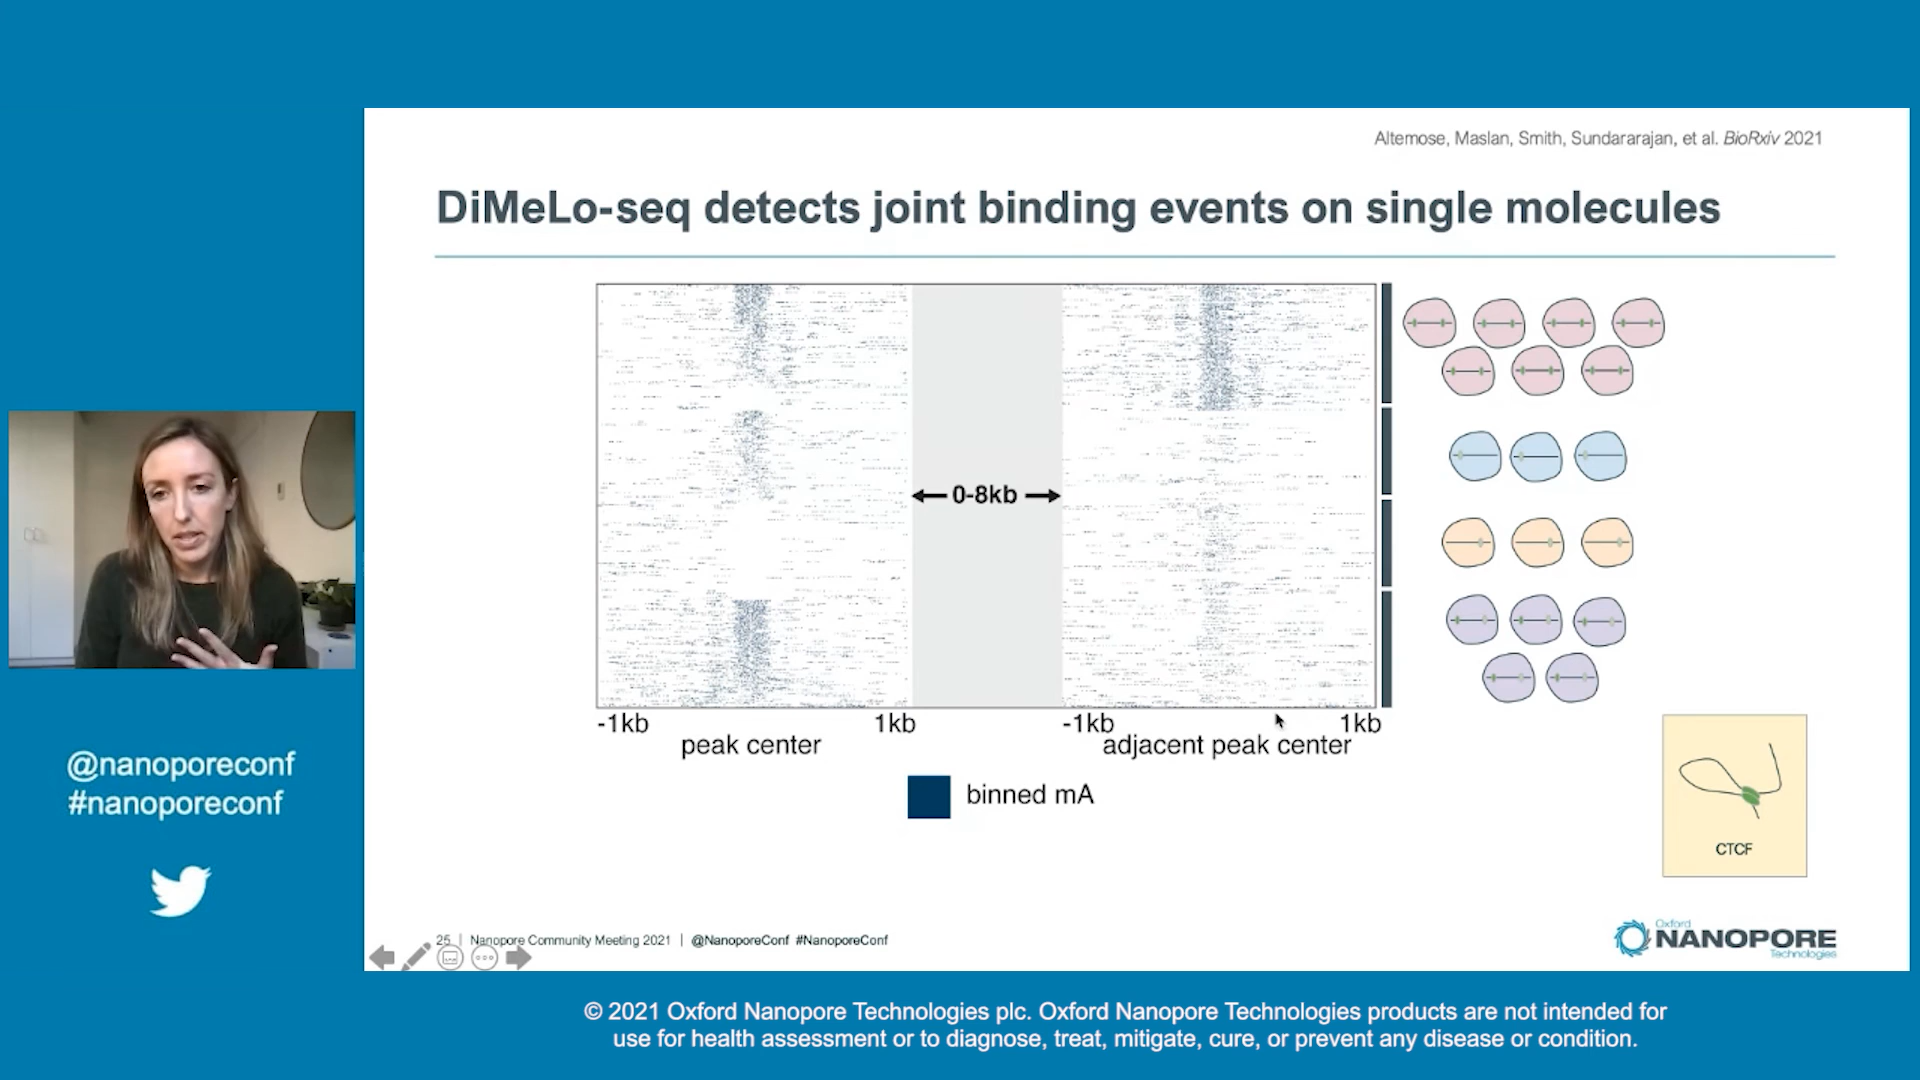 Altemose, Maslan, Smith, Sundararajan, et al. BioRxiv 2021
DiMeLo-seq detects joint binding events on single molecules
0-8kb
-1kb 1kb -1kb 1kb
peak center adjacent peak center
binned mA
CTCF
@nanoporeconf
#nanoporeconf
25 | Nanopore Community Meeting 2021 | @NanoporeConf #NanoporeConf
Oxford
NANOPORE
Technologies
© 2021 Oxford Nanopore Technologies plc. Oxford Nanopore Technologies products are not intended for
use for health assessment or to diagnose, treat, mitigate, cure, or prevent any disease or condition.